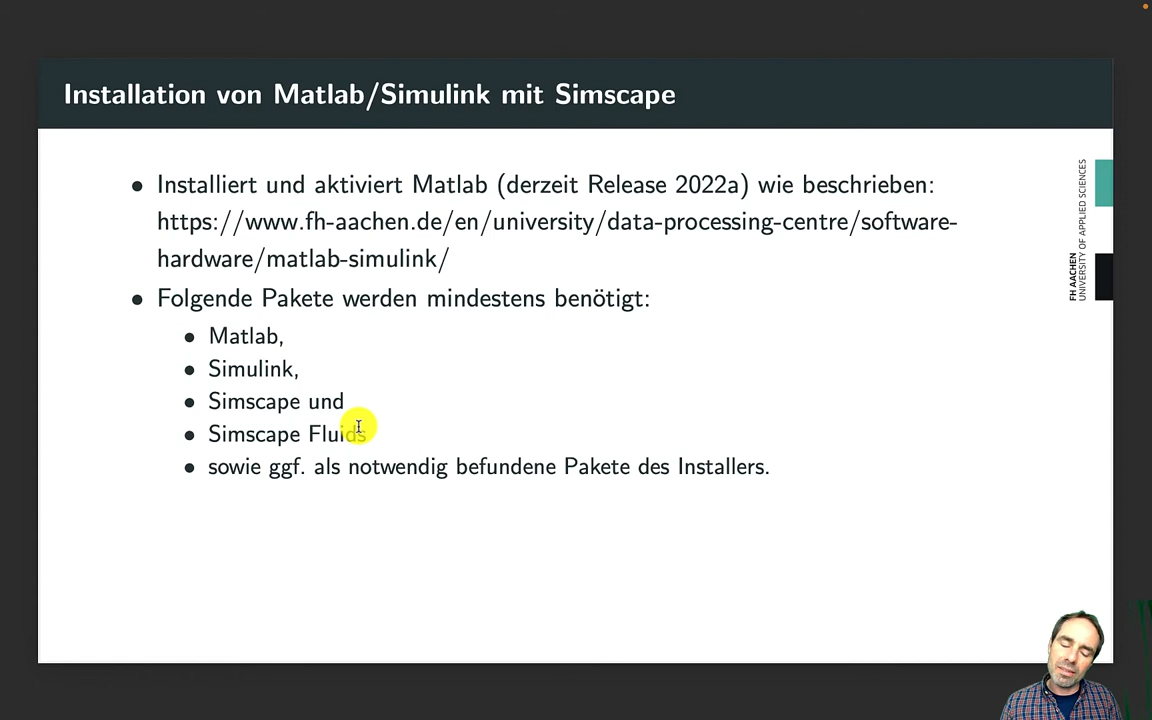 Installation von Matlab/Simulink mit Simscape
• Installiert und aktiviert Matlab (derzeit Release 2022a) wie beschrieben:
https://www.fh-aachen.de/en/university/data-processing-centre/software-
hardware/matlab-simulink/
• Folgende Pakete werden mindestens benötigt:
• Matlab,
• Simulink,
• Simscape und
• Simscape Fluids
• sowie ggf. als notwendig befundene Pakete des Installers.
FH AACHEN
UNIVERSITY OF APPLIED SCIENCES